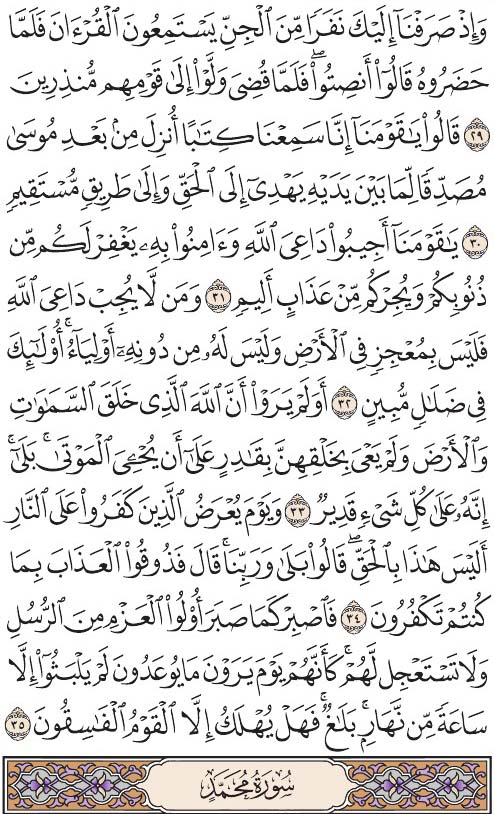 وَإِذْ صَرَفْنَآ إِلَيْكَ نَفَرًا مِّنَ ٱلْجِنِّ يَسْتَمِعُونَ ٱلْقُرْءَانَ فَلَمَّا
حَضَرُوهُ قَالُوٓا۟ أَنصِتُوا۟ ۖ فَلَمَّا قُضِىَ وَلَّوْا۟ إِلَىٰ قَوْمِهِم مُّنذِرِينَ
٢٩ قَالُوا۟ يَٰقَوْمَنَآ إِنَّا سَمِعْنَا كِتَٰبًا أُنزِلَ مِنۢ بَعْدِ مُوسَىٰ
مُصَدِّقًا لِّمَا بَيْنَ يَدَيْهِ يَهْدِىٓ إِلَى ٱلْحَقِّ وَإِلَىٰ طَرِيقٍ مُّسْتَقِيمٍ
٣٠ يَٰقَوْمَنَآ أَجِيبُوا۟ دَاعِىَ ٱللَّهِ وَءَامِنُوا۟ بِهِۦ يَغْفِرْ لَكُم مِّن
ذُنُوبِكُمْ وَيُجِرْكُم مِّنْ عَذَابٍ أَلِيمٍ ٣١ وَمَن لَّا يُجِبْ دَاعِىَ ٱللَّهِ
فَلَيْسَ بِمُعْجِزٍ فِى ٱلْأَرْضِ وَلَيْسَ لَهُۥ مِن دُونِهِۦٓ أَوْلِيَآءُ ۚ أُو۟لَٰٓئِكَ
فِى ضَلَٰلٍ مُّبِينٍ ٣٢ أَوَلَمْ يَرَوْا۟ أَنَّ ٱللَّهَ ٱلَّذِى خَلَقَ ٱلسَّمَٰوَٰتِ
وَٱلْأَرْضَ وَلَمْ يَعْىَ بِخَلْقِهِنَّ بِقَٰدِرٍ عَلَىٰٓ أَن يُحْۦِىَ ٱلْمَوْتَىٰ ۚ بَلَىٰٓ
إِنَّهُۥ عَلَىٰ كُلِّ شَىْءٍ قَدِيرٌ ٣٣ وَيَوْمَ يُعْرَضُ ٱلَّذِينَ كَفَرُوا۟ عَلَى ٱلنَّارِ
أَلَيْسَ هَٰذَا بِٱلْحَقِّ ۖ قَالُوا۟ بَلَىٰ وَرَبِّنَا ۚ قَالَ فَذُوقُوا۟ ٱلْعَذَابَ بِمَا
كُنتُمْ تَكْفُرُونَ ٣٤ فَٱصْبِرْ كَمَا صَبَرَ أُو۟لُوا۟ ٱلْعَزْمِ مِنَ ٱلرُّسُلِ
وَلَا تَسْتَعْجِل لَّهُمْ ۚ كَأَنَّهُمْ يَوْمَ يَرَوْنَ مَا يُوعَدُونَ لَمْ يَلْبَثُوٓا۟ إِلَّا
سَاعَةً مِّن نَّهَارٍۭ ۚ بَلَٰغٌ ۚ فَهَلْ يُهْلَكُ إِلَّا ٱلْقَوْمُ ٱلْفَٰسِقُونَ ٣٥
سُورَةُ مُحَمَّدٍ